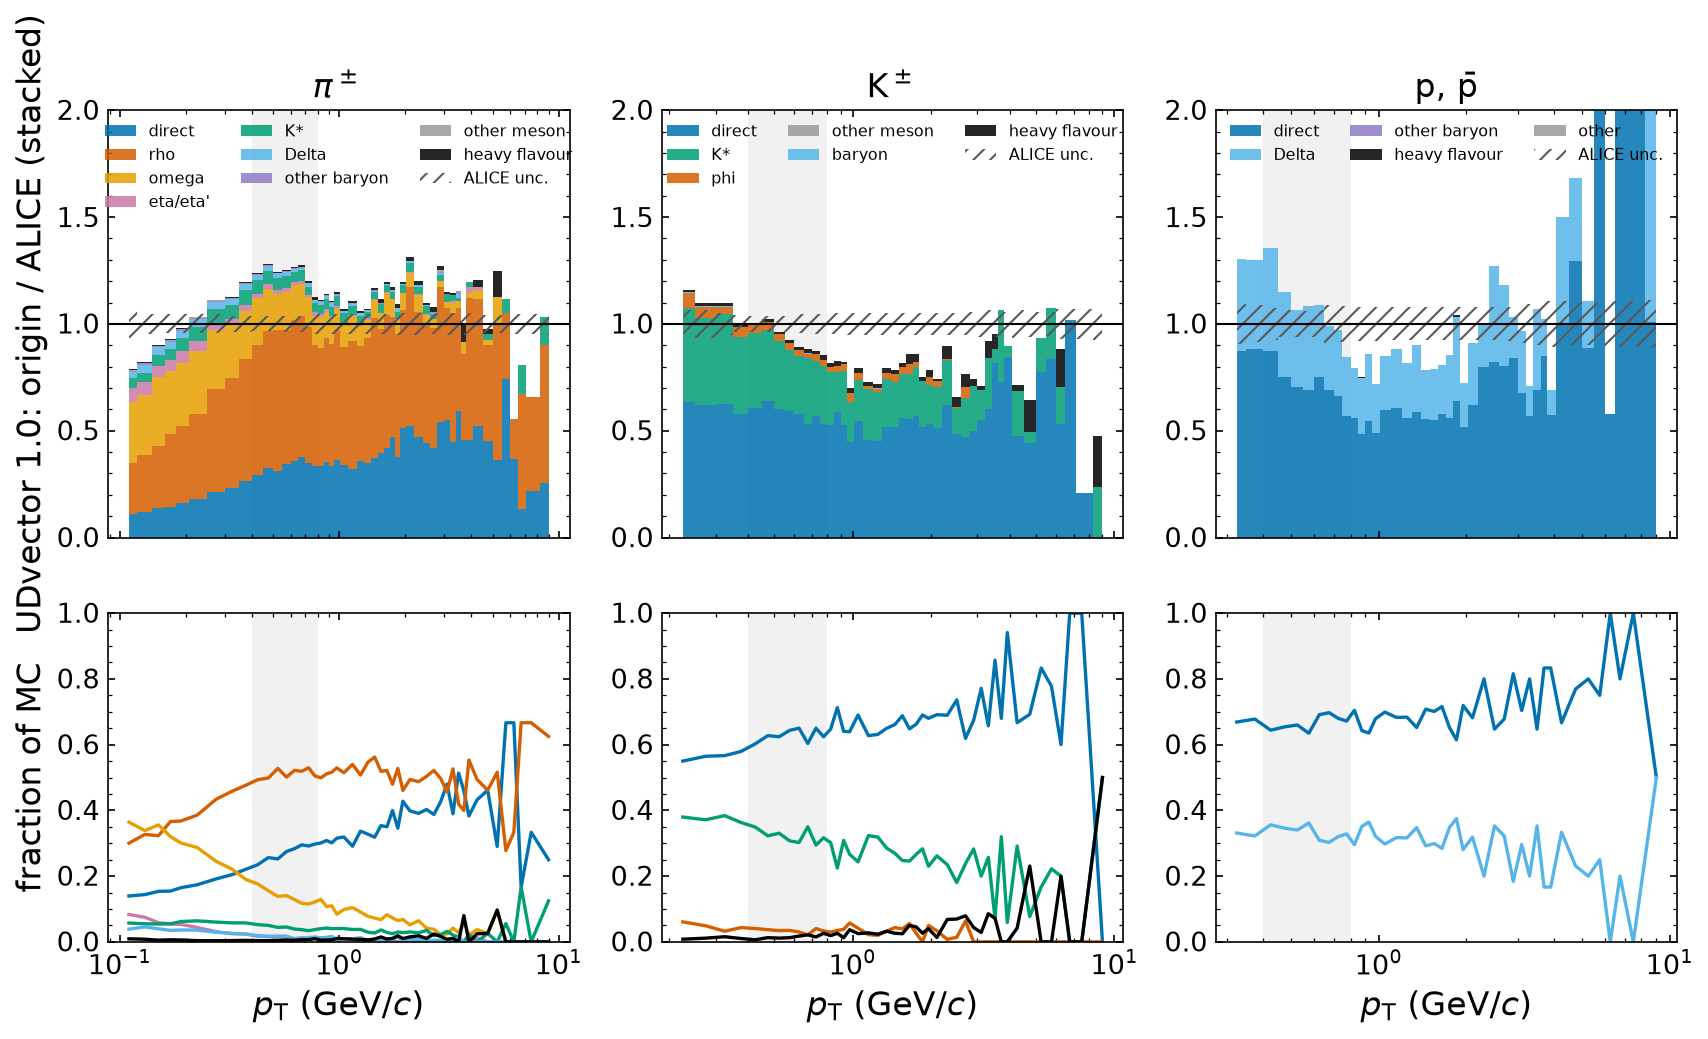 π± K± p, p̄
UDvector 1.0: origin / ALICE (stacked)
2.0
1.5
1.0
0.5
0.0
direct K* other meson
rho Delta heavy flavour
omega other baryon ALICE unc.
eta/eta'
2.0
1.5
1.0
0.5
0.0
direct other meson heavy flavour
K* baryon ALICE unc.
phi
2.0
1.5
1.0
0.5
0.0
direct other baryon other
Delta heavy flavour ALICE unc.
fraction of MC
1.0
0.8
0.6
0.4
0.2
0.0
10⁻¹ 10⁰ 10¹
pT (GeV/c)
1.0
0.8
0.6
0.4
0.2
0.0
10⁰ 10¹
pT (GeV/c)
1.0
0.8
0.6
0.4
0.2
0.0
10⁰ 10¹
pT (GeV/c)